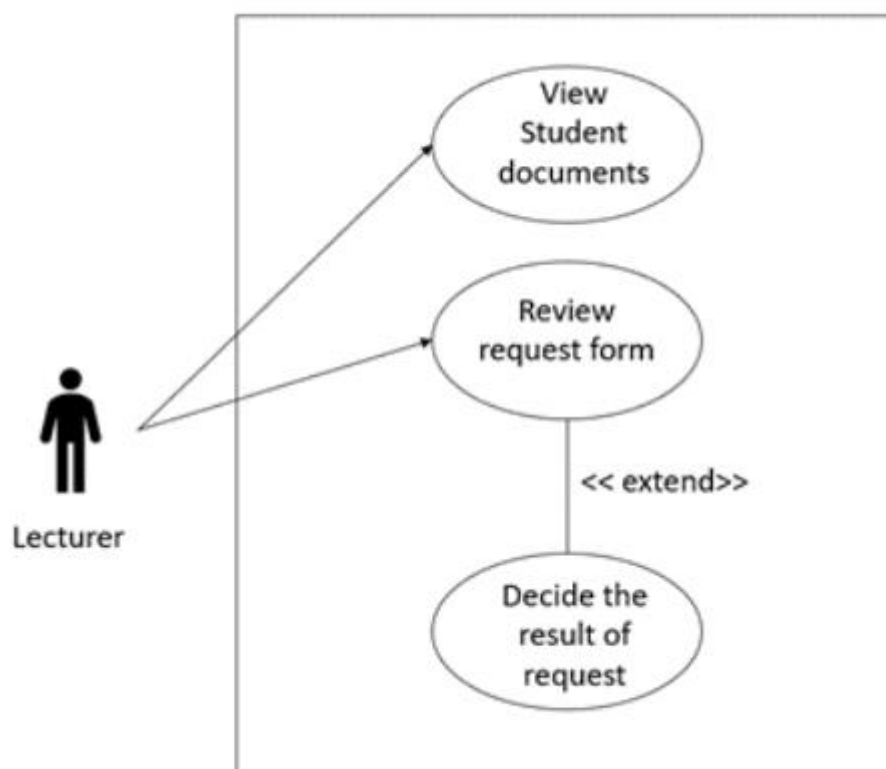 View
Student
documents
Review
request form
<< extend>>
Lecturer
Decide the
result of
request